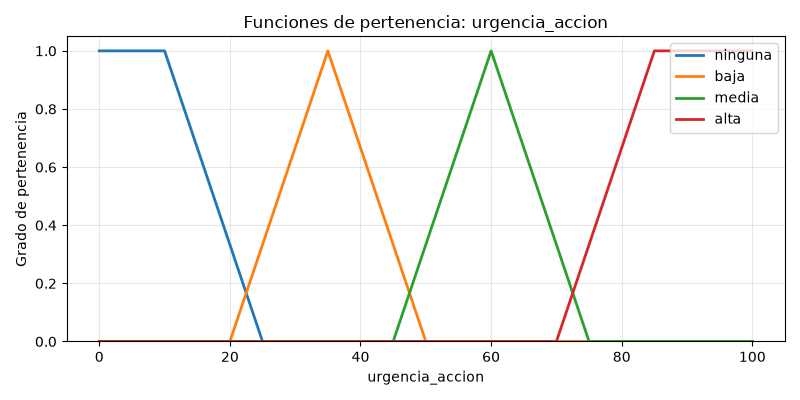 Funciones de pertenencia: urgencia_accion
Grado de pertenencia
1.0
0.8
0.6
0.4
0.2
0.0
0 20 40 60 80 100
urgencia_accion
ninguna
baja
media
alta